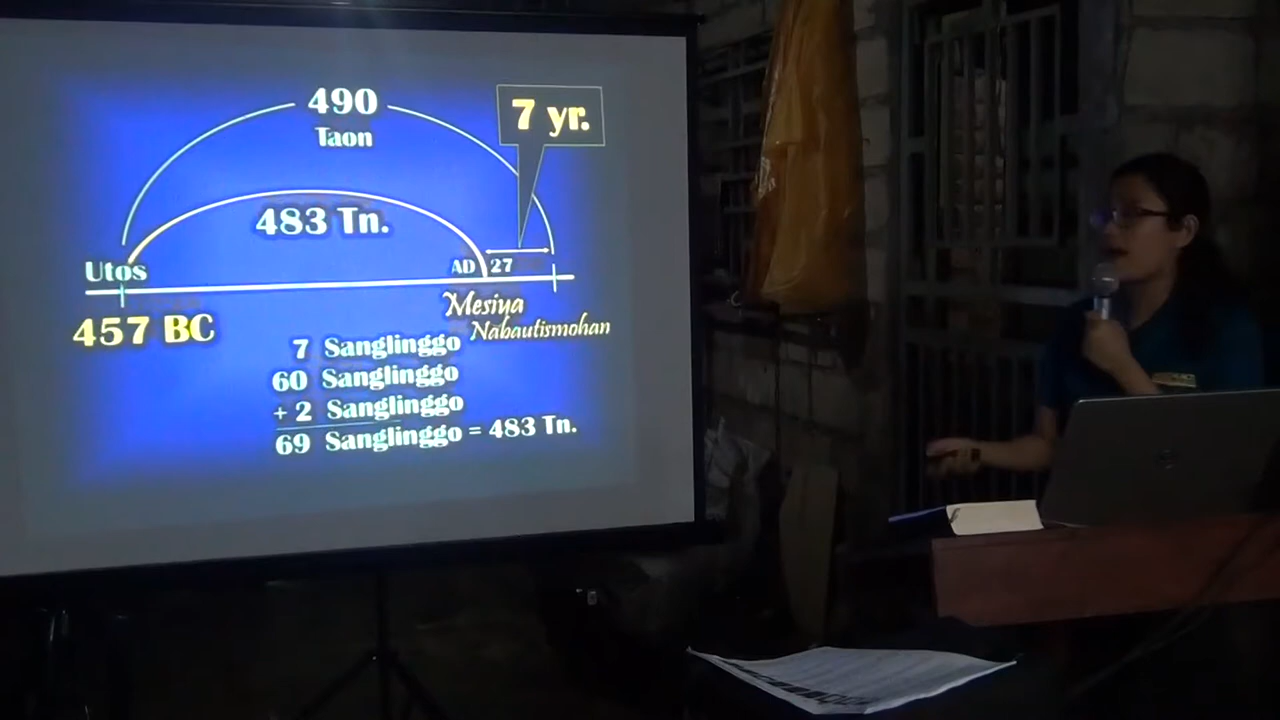 490
Taon
7 yr.
483 Tn.
Utos
AD 27
457 BC
Mesiya
Nabautismohan
7 Sanglinggo
60 Sanglinggo
+ 2 Sanglinggo
69 Sanglinggo = 483 Tn.